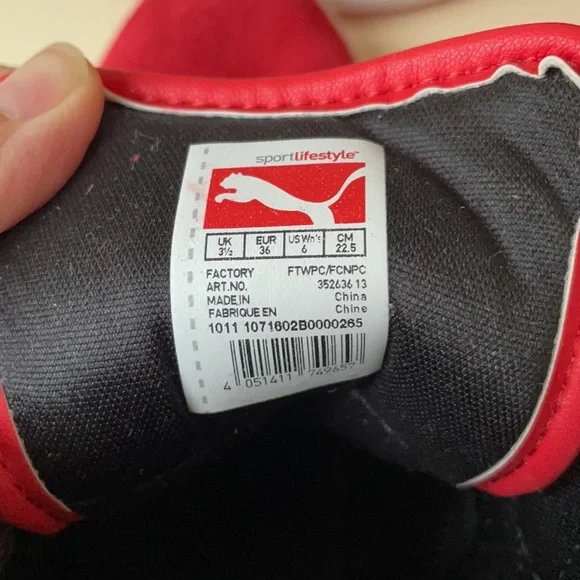 sportlifestyle™
UK EUR US Wn's CM
3½ 36 6 22.5
FACTORY FTWPC/FCNPC
ART.NO. 352636 13
MADE IN China
FABRIQUE EN Chine
1011 1071602B0000265
4 051411 749657